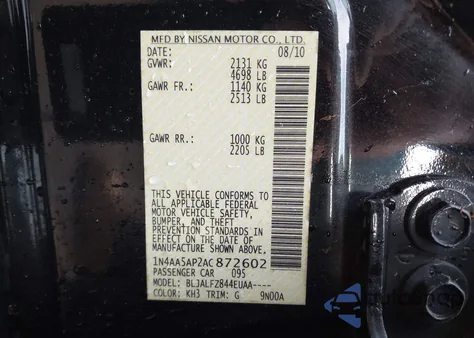 MFD BY NISSAN MOTOR CO., LTD.
DATE: 08/10
GVWR: 2131 KG
4698 LB
GAWR FR.: 1140 KG
2513 LB
GAWR RR.: 1000 KG
2205 LB
THIS VEHICLE CONFORMS TO
ALL APPLICABLE FEDERAL
MOTOR VEHICLE SAFETY,
BUMPER, AND THEFT
PREVENTION STANDARDS
IN EFFECT ON THE DATE OF
MANUFACTURE SHOWN ABOVE.
1N4AA5AP2AC872602
PASSENGER CAR 095
MODEL: BLJALFZ844EUAA----
COLOR: KH3 TRIM: G 9N00A